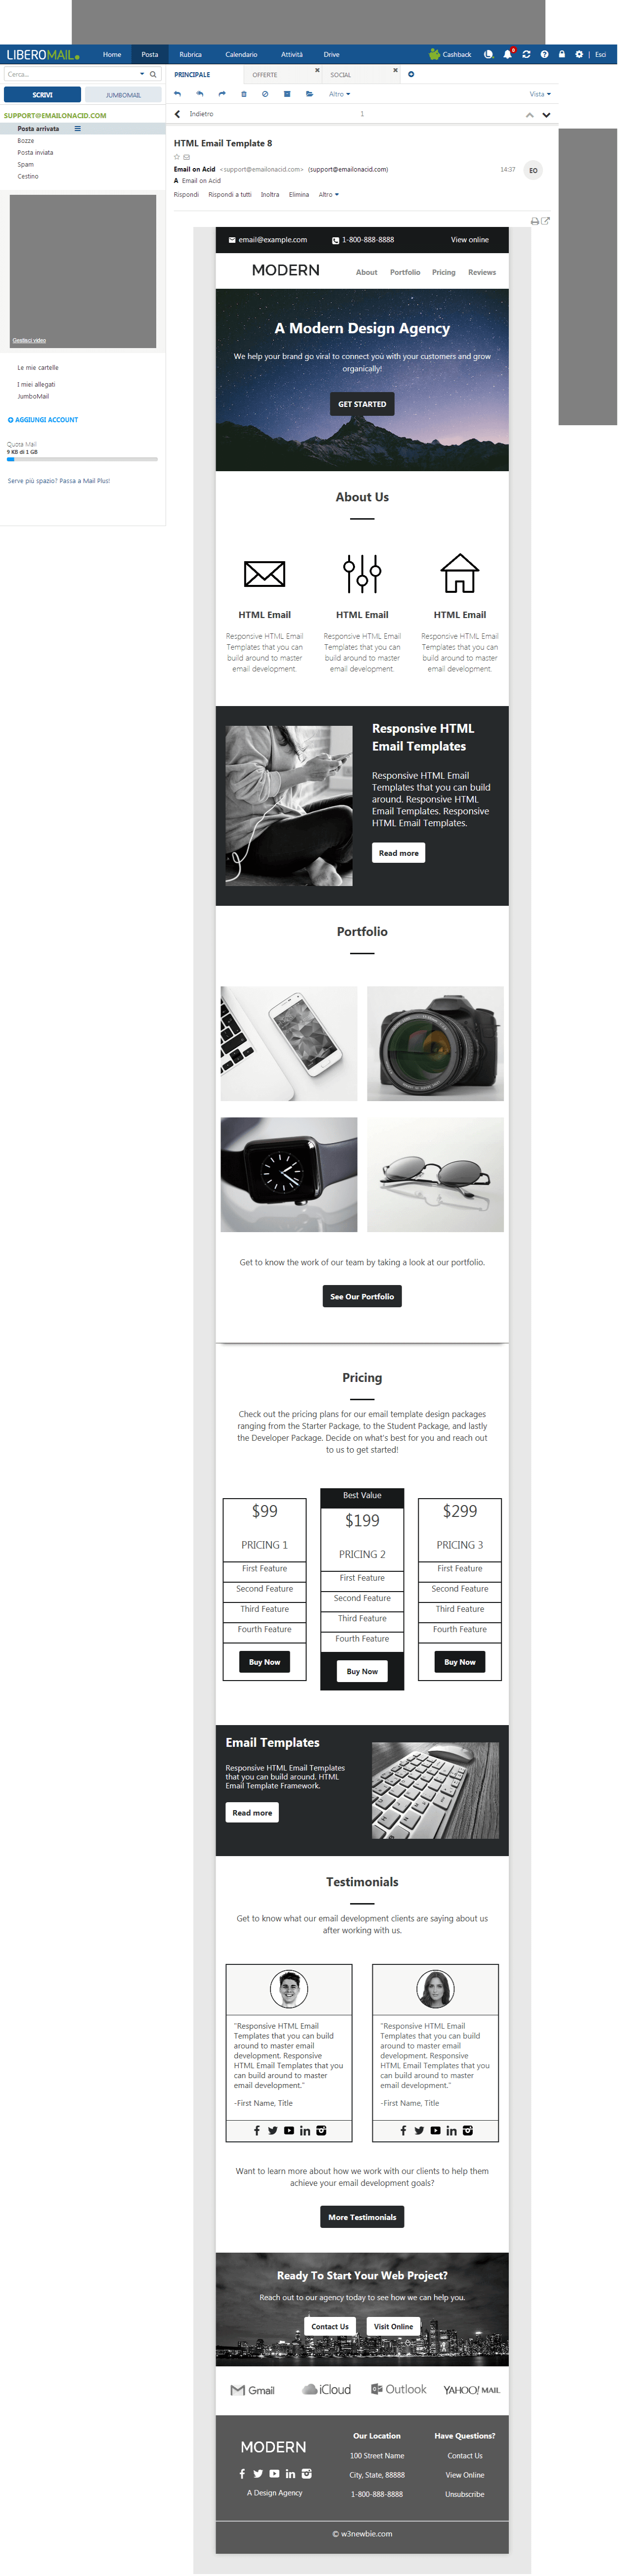 LIBEROMAIL
Home
Posta
Rubrica
Calendario
Attività
Drive
Cashback
Esci
Cerca...
SCRIVI
JUMBOMAIL
SUPPORT@EMAILONACID.COM
Posta arrivata
Bozze
Posta inviata
Spam
Cestino
Gestisci video
Le mie cartelle
I miei allegati
JumboMail
AGGIUNGI ACCOUNT
Quota Mail
9 KB di 1 GB
Serve più spazio? Passa a Mail Plus!
PRINCIPALE
OFFERTE
SOCIAL
Altro
Vista
Indietro
1
HTML Email Template 8
Email on Acid <support@emailonacid.com> (support@emailonacid.com)
14:37
EO
A Email on Acid
Rispondi
Rispondi a tutti
Inoltra
Elimina
Altro
email@example.com
1-800-888-8888
View online
MODERN
About
Portfolio
Pricing
Reviews
A Modern Design Agency
We help your brand go viral to connect you with your customers and grow
organically!
GET STARTED
About Us
HTML Email
Responsive HTML Email
Templates that you can
build around to master
email development.
HTML Email
Responsive HTML Email
Templates that you can
build around to master
email development.
HTML Email
Responsive HTML Email
Templates that you can
build around to master
email development.
Responsive HTML
Email Templates
Responsive HTML Email
Templates that you can build
around. Responsive HTML
Email Templates. Responsive
HTML Email Templates.
Read more
Portfolio
Get to know the work of our team by taking a look at our portfolio.
See Our Portfolio
Pricing
Check out the pricing plans for our email template design packages
ranging from the Starter Package, to the Student Package, and lastly
the Developer Package. Decide on what's best for you and reach out
to us to get started!
$99
PRICING 1
First Feature
Second Feature
Third Feature
Fourth Feature
Buy Now
Best Value
$199
PRICING 2
First Feature
Second Feature
Third Feature
Fourth Feature
Buy Now
$299
PRICING 3
First Feature
Second Feature
Third Feature
Fourth Feature
Buy Now
Email Templates
Responsive HTML Email Templates
that you can build around. HTML
Email Template Framework.
Read more
Testimonials
Get to know what our email development clients are saying about us
after working with us.
"Responsive HTML Email
Templates that you can build
around to master email
development. Responsive
HTML Email Templates that you
can build around to master
email development."
-First Name, Title
"Responsive HTML Email
Templates that you can build
around to master email
development. Responsive
HTML Email Templates that you
can build around to master
email development."
-First Name, Title
Want to learn more about how we work with our clients to help them
achieve your email development goals?
More Testimonials
Ready To Start Your Web Project?
Reach out to our agency today to see how we can help you.
Contact Us
Visit Online
Gmail
iCloud
Outlook
YAHOO! MAIL
MODERN
A Design Agency
Our Location
100 Street Name
City, State, 88888
1-800-888-8888
Have Questions?
Contact Us
View Online
Unsubscribe
© w3newbie.com